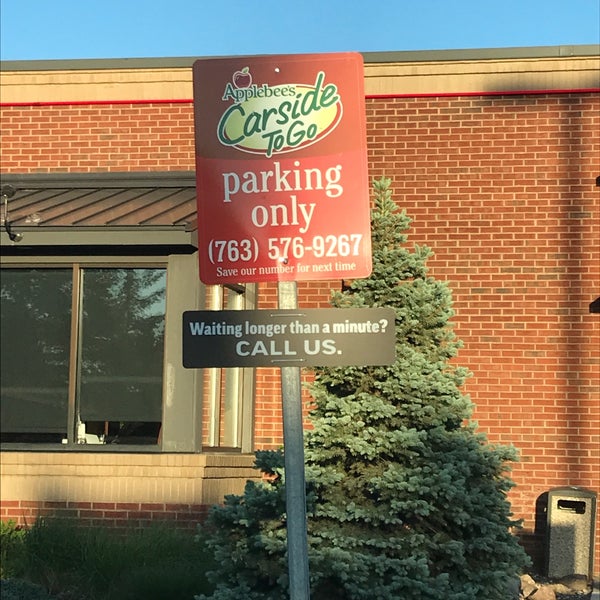 Applebee's
Carside
To Go
parking
only
(763) 576-9267
Save our number for next time
Waiting longer than a minute?
CALL US.